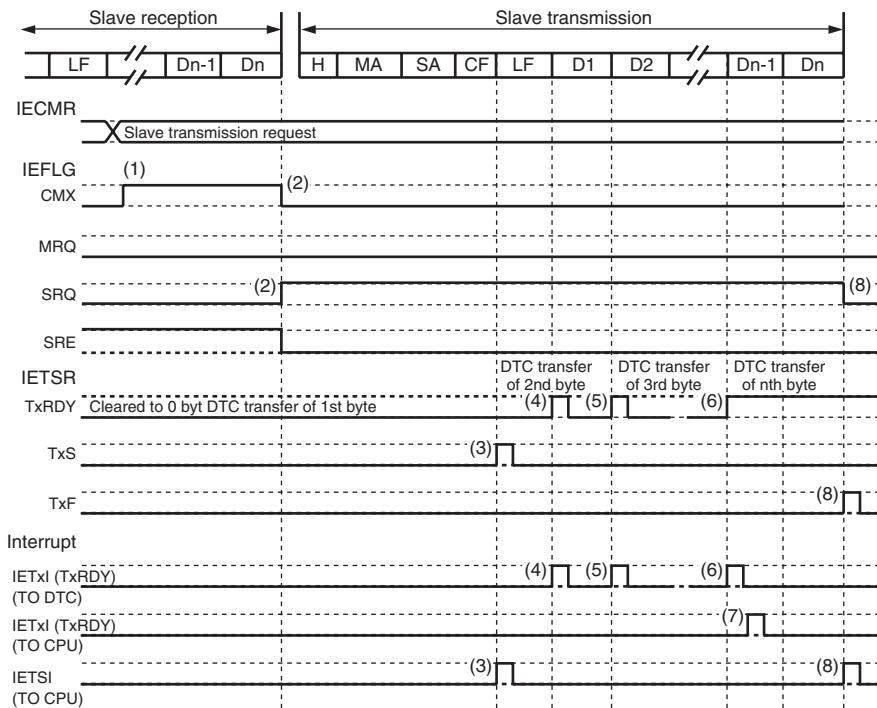 Slave reception Slave transmission
LF Dn-1 Dn H MA SA CF LF D1 D2 Dn-1 Dn
IECMR
Slave transmission request
IEFLG
(1)
CMX (2)
MRQ
SRQ (2) (8)
SRE
IETSR
DTC transfer of 2nd byte
DTC transfer of 3rd byte
DTC transfer of nth byte
TxRDY Cleared to 0 byt DTC transfer of 1st byte (4) (5) (6)
TxS (3)
TxF (8)
Interrupt
IETxI (TxRDY) (4) (5) (6)
(TO DTC)
IETxI (TxRDY) (7)
(TO CPU)
IETSI (3) (8)
(TO CPU)